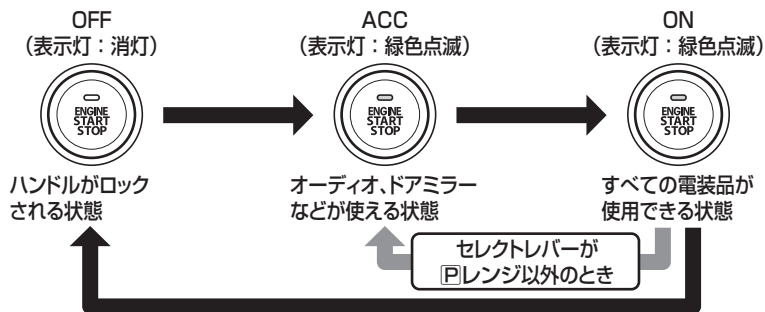 OFF
(表示灯：消灯)
ENGINE
START
STOP
ハンドルがロック
される状態
ACC
(表示灯：緑色点滅)
ENGINE
START
STOP
オーディオ、ドアミラー
などが使える状態
ON
(表示灯：緑色点滅)
ENGINE
START
STOP
すべての電装品が
使用できる状態
セレクトレバーが
Pレンジ以外のとき